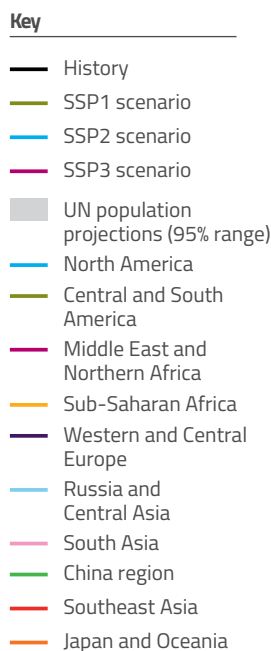 Key
History
SSP1 scenario
SSP2 scenario
SSP3 scenario
UN population
projections (95% range)
North America
Central and South
America
Middle East and
Northern Africa
Sub-Saharan Africa
Western and Central
Europe
Russia and
Central Asia
South Asia
China region
Southeast Asia
Japan and Oceania